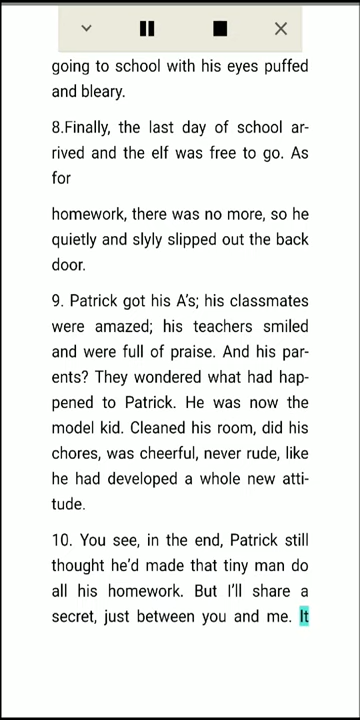 going to school with his eyes puffed
and bleary.
8.Finally, the last day of school ar-
rived and the elf was free to go. As
for
homework, there was no more, so he
quietly and slyly slipped out the back
door.
9. Patrick got his A’s; his classmates
were amazed; his teachers smiled
and were full of praise. And his par-
ents? They wondered what had hap-
pened to Patrick. He was now the
model kid. Cleaned his room, did his
chores, was cheerful, never rude, like
he had developed a whole new atti-
tude.
10. You see, in the end, Patrick still
thought he’d made that tiny man do
all his homework. But I’ll share a
secret, just between you and me. It